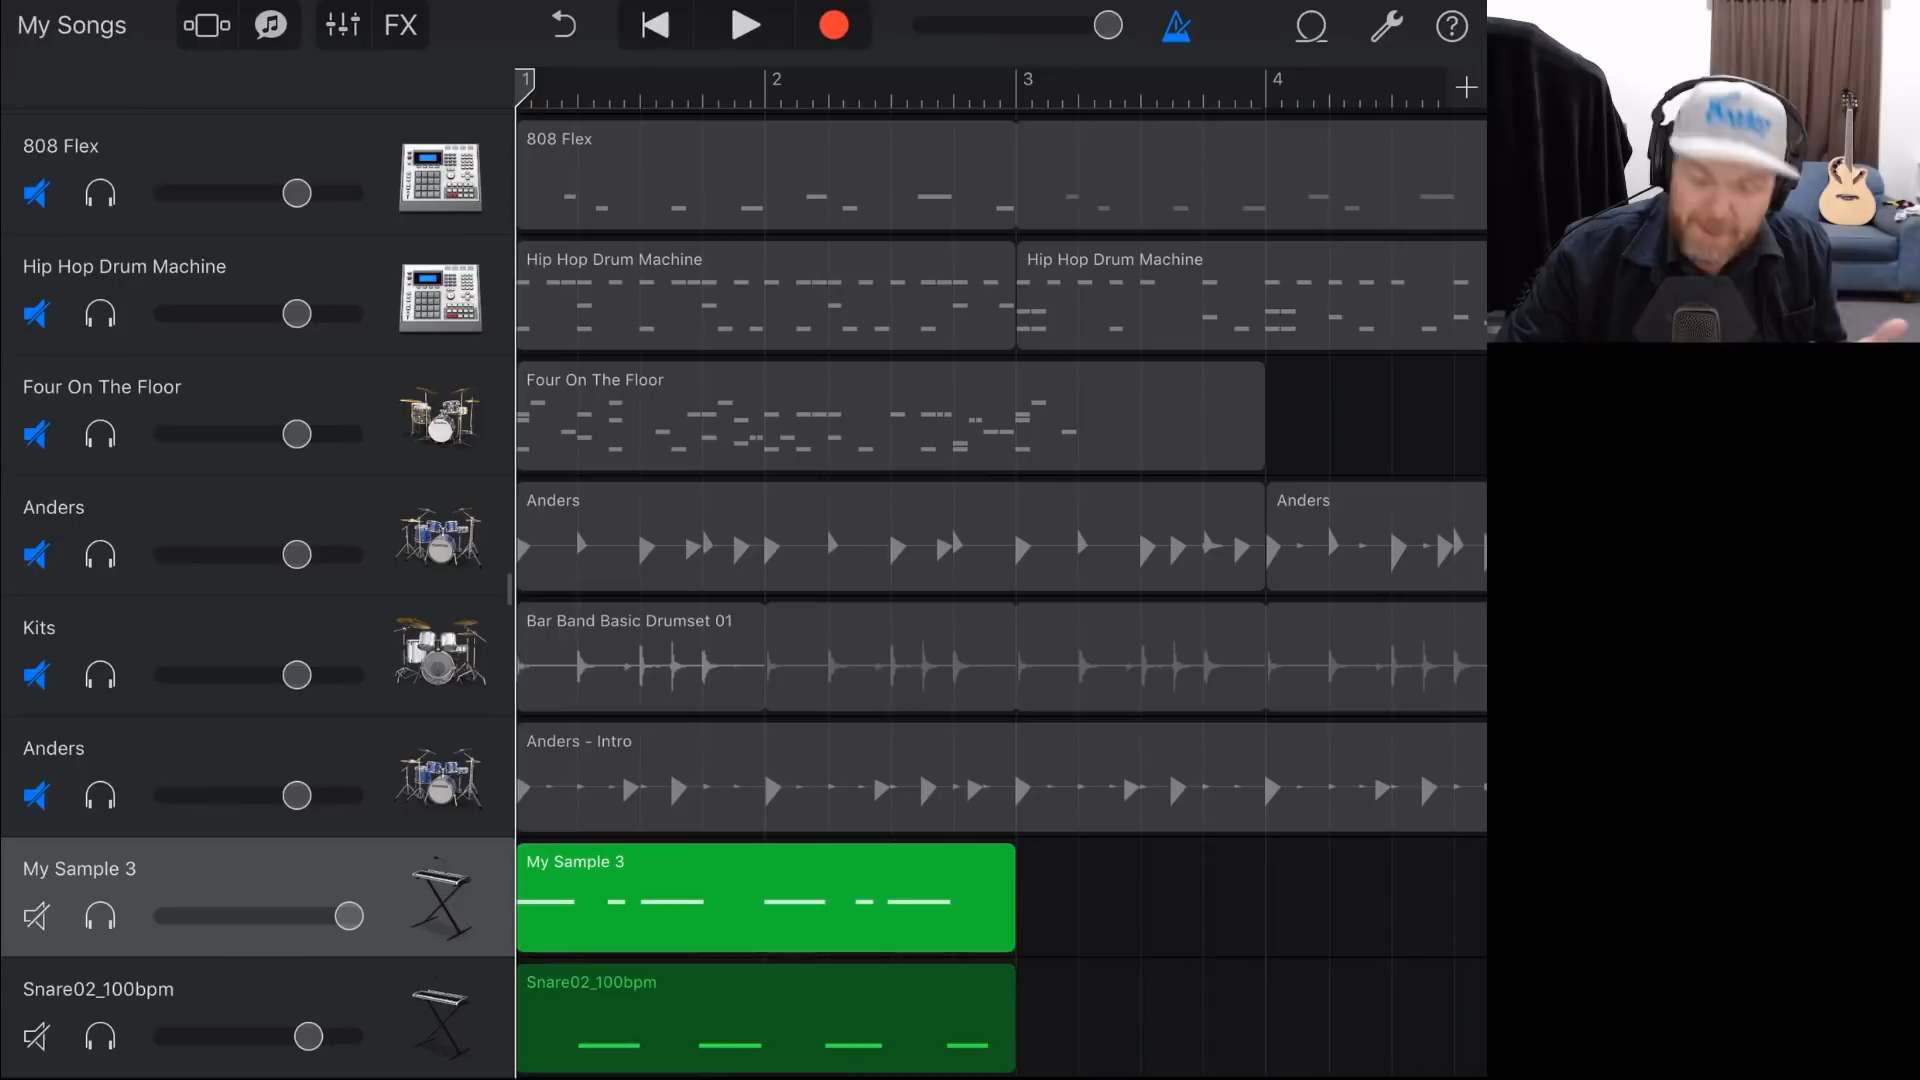 My Songs
FX
?
1
2
3
4
808 Flex
808 Flex
Hip Hop Drum Machine
Hip Hop Drum Machine
Hip Hop Drum Machine
Four On The Floor
Four On The Floor
Anders
Anders
Anders
Kits
Bar Band Basic Drumset 01
Anders
Anders - Intro
My Sample 3
My Sample 3
Snare02_100bpm
Snare02_100bpm